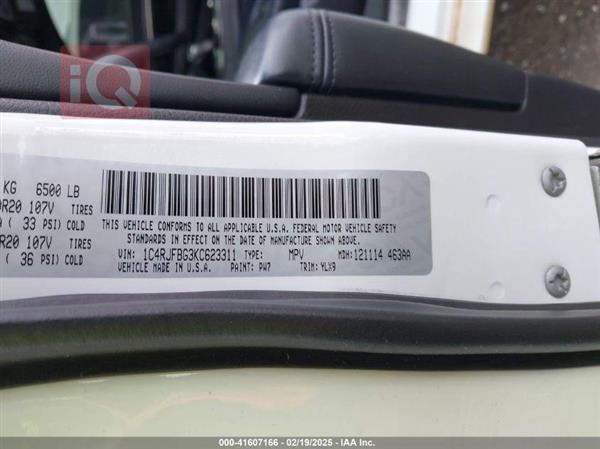 iQ
KG 6500 LB
R20 107V TIRES
( 33 PSI) COLD
R20 107V TIRES
( 36 PSI) COLD
THIS VEHICLE CONFORMS TO ALL APPLICABLE U.S.A. FEDERAL MOTOR VEHICLE SAFETY
STANDARDS IN EFFECT ON THE DATE OF MANUFACTURE SHOWN ABOVE.
VIN: 1C4RJFBG3KC623311 TYPE: MPV MDH: 121114 463AA
VEHICLE MADE IN U.S.A. PAINT: PW7 TRIM: YLX9
000-41607166 — 02/19/2025 — IAA Inc.